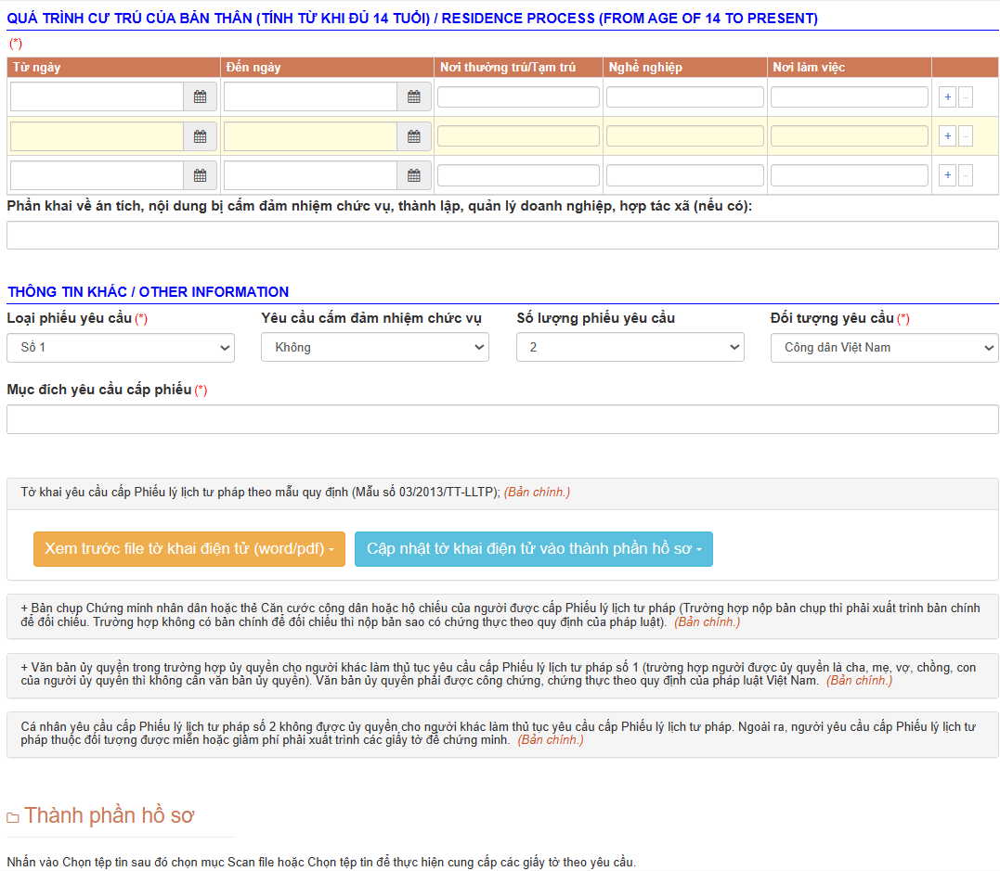 QUÁ TRÌNH CƯ TRÚ CỦA BẢN THÂN (TÍNH TỪ KHI ĐỦ 14 TUỔI) / RESIDENCE PROCESS (FROM AGE OF 14 TO PRESENT)
(*)
Từ ngày Đến ngày Nơi thường trú/Tạm trú Nghề nghiệp Nơi làm việc
+ -
+ -
+ -
Phần khai về án tích, nội dung bị cấm đảm nhiệm chức vụ, thành lập, quản lý doanh nghiệp, hợp tác xã (nếu có):
THÔNG TIN KHÁC / OTHER INFORMATION
Loại phiếu yêu cầu (*) Yêu cầu cấm đảm nhiệm chức vụ Số lượng phiếu yêu cầu Đối tượng yêu cầu (*)
Số 1 Không 2 Công dân Việt Nam
Mục đích yêu cầu cấp phiếu (*)
Tờ khai yêu cầu cấp Phiếu lý lịch tư pháp theo mẫu quy định (Mẫu số 03/2013/TT-LLTP); (Bản chính.)
Xem trước file tờ khai điện tử (word/pdf) Cập nhật tờ khai điện tử vào thành phần hồ sơ
+ Bản chụp Chứng minh nhân dân hoặc thẻ Căn cước công dân hoặc hộ chiếu của người được cấp Phiếu lý lịch tư pháp (Trường hợp nộp bản chụp thì phải xuất trình bản chính
để đối chiếu. Trường hợp không có bản chính để đối chiếu thì nộp bản sao có chứng thực theo quy định của pháp luật). (Bản chính.)
+ Văn bản ủy quyền trong trường hợp ủy quyền cho người khác làm thủ tục yêu cầu cấp Phiếu lý lịch tư pháp số 1 (trường hợp người được ủy quyền là cha, mẹ, vợ, chồng, con
của người ủy quyền thì không cần văn bản ủy quyền). Văn bản ủy quyền phải được công chứng, chứng thực theo quy định của pháp luật Việt Nam. (Bản chính.)
Cá nhân yêu cầu cấp Phiếu lý lịch tư pháp số 2 không được ủy quyền cho người khác làm thủ tục yêu cầu cấp Phiếu lý lịch tư pháp. Ngoài ra, người yêu cầu cấp Phiếu lý lịch tư
pháp thuộc đối tượng được miễn hoặc giảm phí phải xuất trình các giấy tờ để chứng minh. (Bản chính.)
Thành phần hồ sơ
Nhấn vào Chọn tệp tin sau đó chọn mục Scan file hoặc Chọn tệp tin để thực hiện cung cấp các giấy tờ theo yêu cầu.